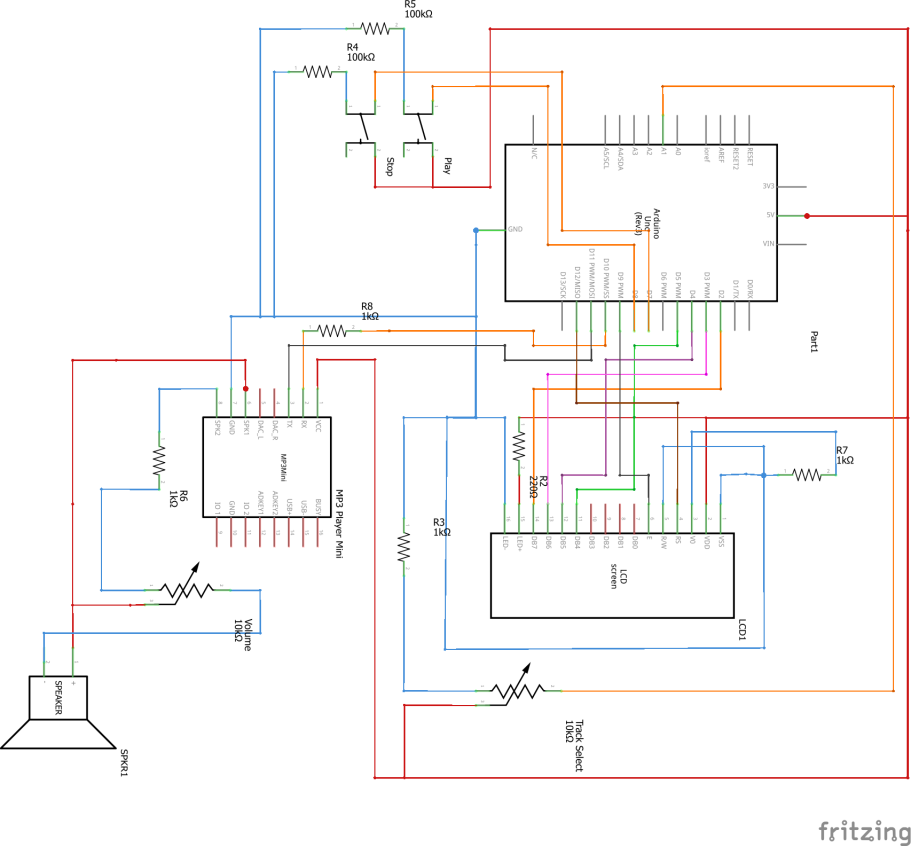 R5
100kΩ
R4
100kΩ
Stop
Play
N/C
A5/SCL
A4/SDA
A3
A2
A1
A0
ioref
AREF
RESET2
RESET
3V3
5V
VIN
GND
Arduino
Uno
(Rev3)
D13/SCK
D12/MISO
D11 PWM/MOSI
D10 PWM/SS
D9 PWM
D8
D7
D6 PWM
D5 PWM
D4
D3 PWM
D2
D1/TX
D0/RX
Part1
R8
1kΩ
SPK2
GND
SPK1
DAC_L
DAC_R
TX
RX
VCC
MP3Mini
IO 1
GND
IO 2
ADKEY1
ADKEY2
USB+
USB-
BUSY
MP3 Player Mini
R6
1kΩ
R2
220Ω
R7
1kΩ
R3
1kΩ
LED-
LED+
DB7
DB6
DB5
DB4
DB3
DB2
DB1
DB0
E
R/W
RS
V0
VDD
VSS
LCD
screen
LCD1
Volume
10kΩ
SPEAKER
- +
SPKR1
Track Select
10kΩ
fritzing